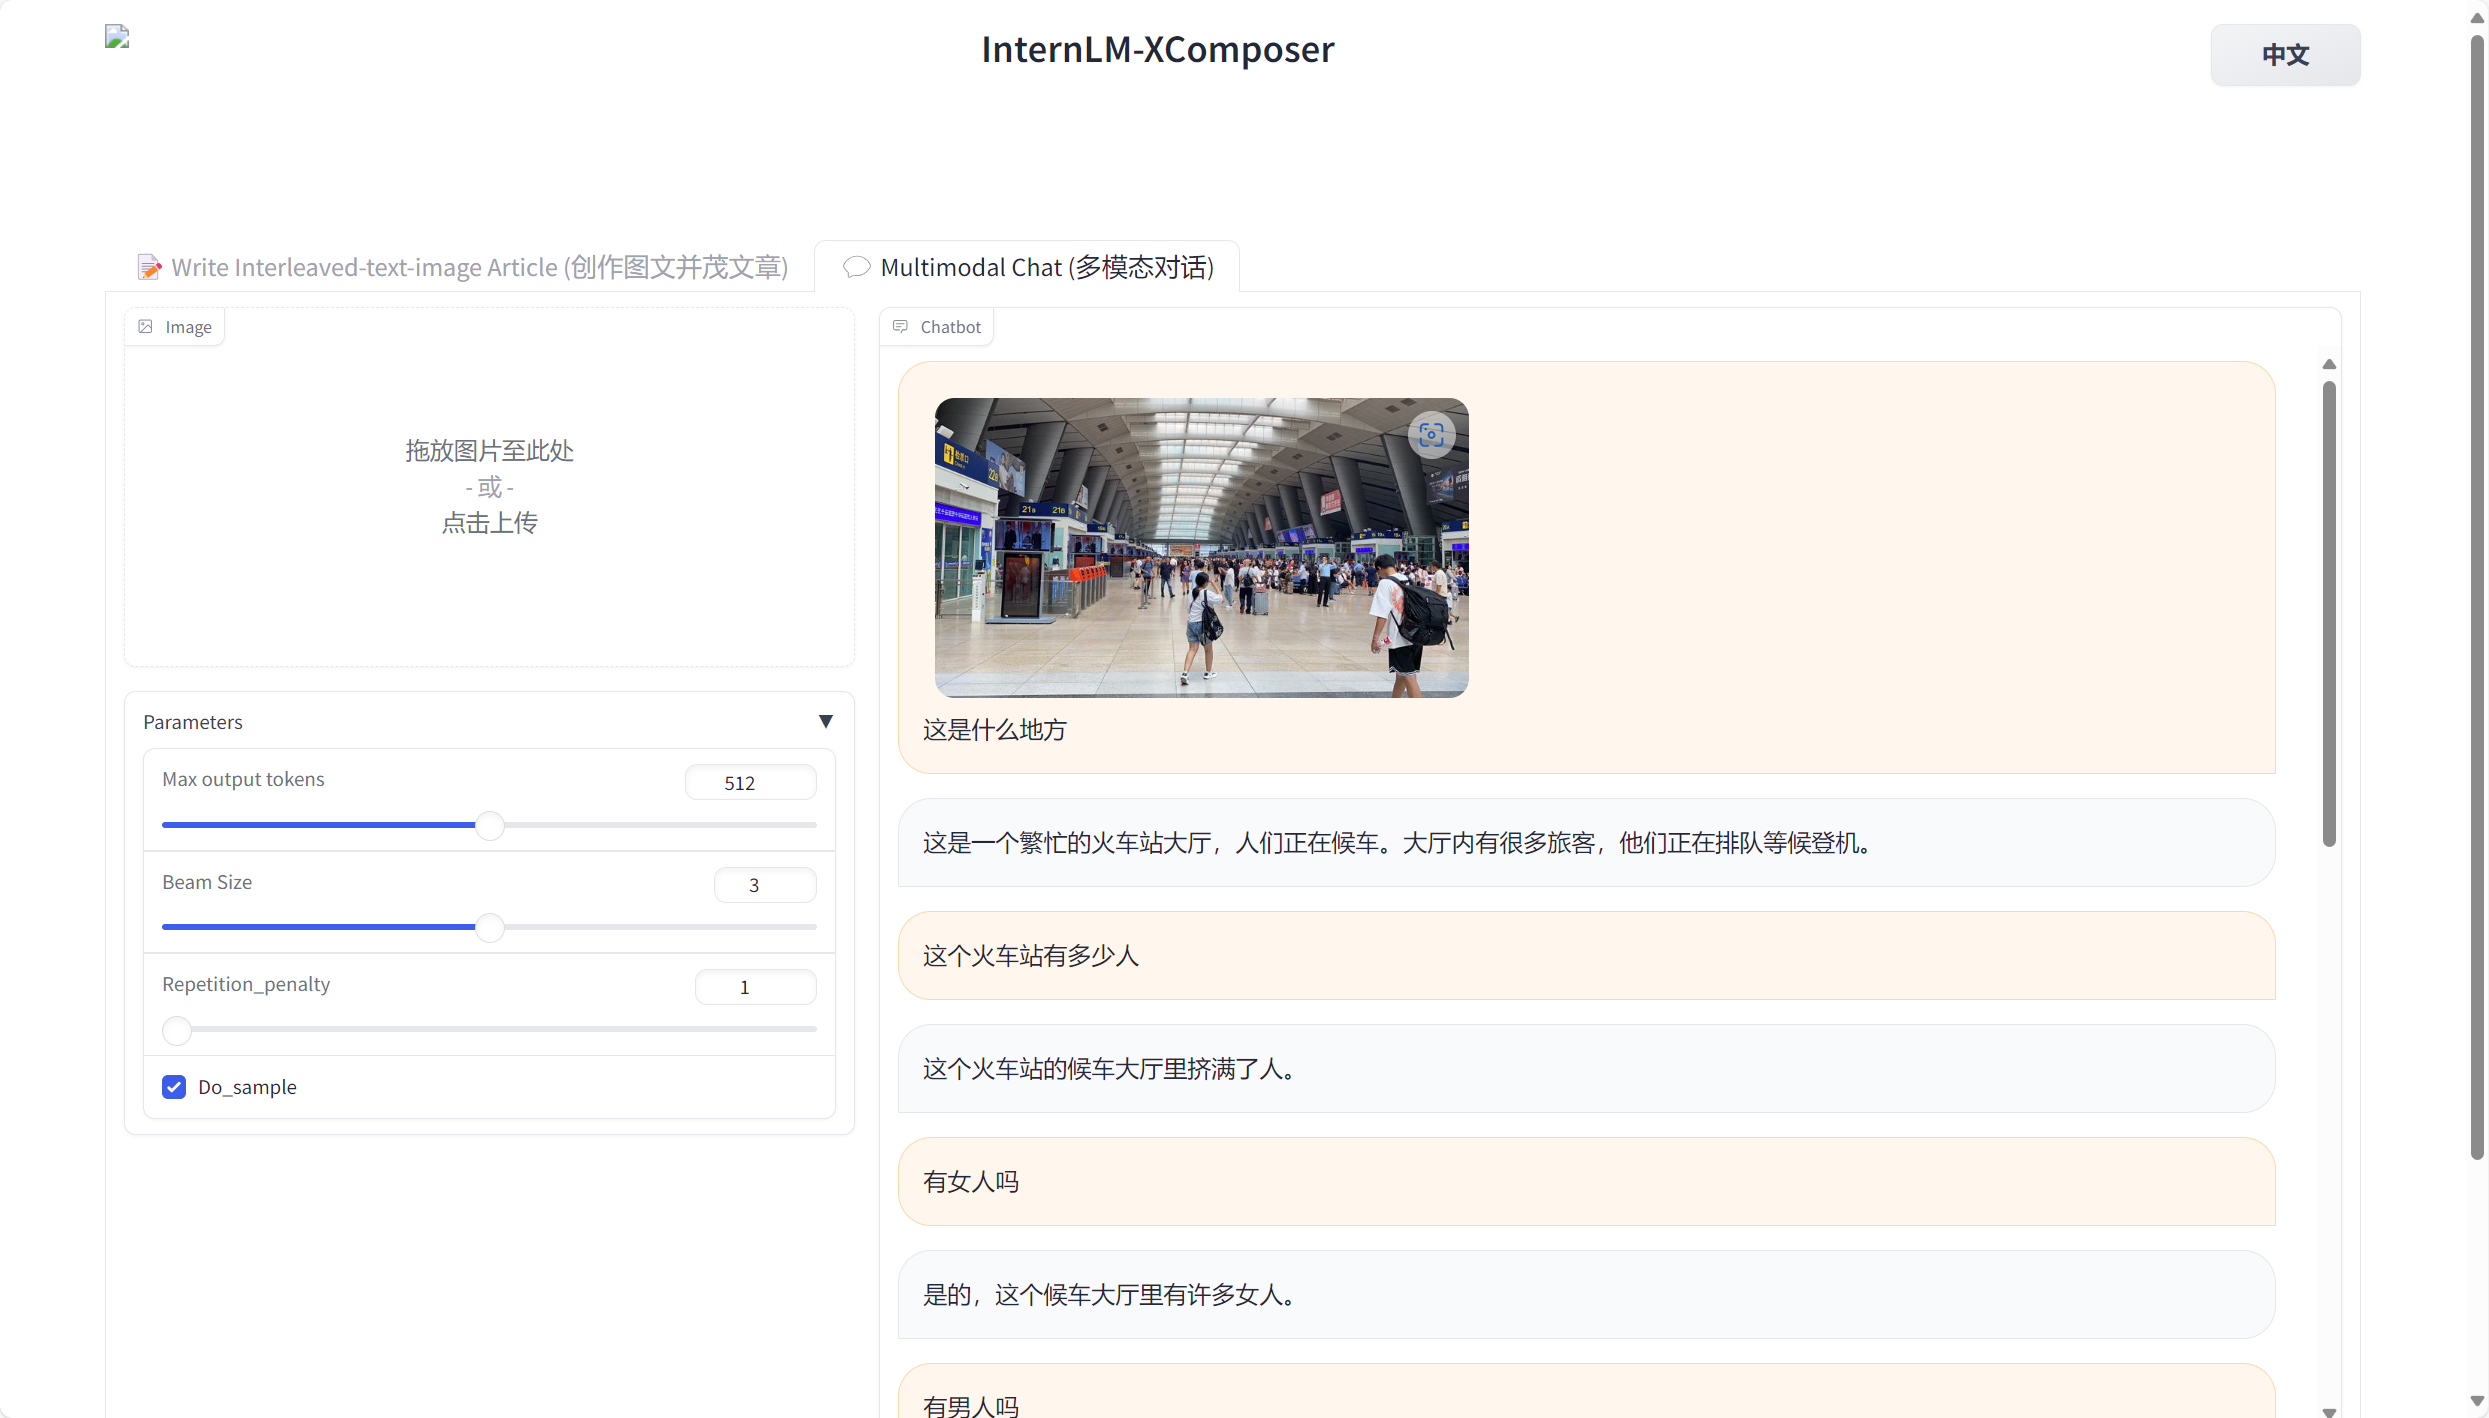 InternLM-XComposer
中文
Write Interleaved-text-image Article (创作图文并茂文章)
Multimodal Chat (多模态对话)
Image
拖放图片至此处
- 或 -
点击上传
Parameters
Max output tokens
512
Beam Size
3
Repetition_penalty
1
Do_sample
Chatbot
检票口
22B
21B 21B
这是什么地方
这是一个繁忙的火车站大厅，人们正在候车。大厅内有很多旅客，他们正在排队等候登机。
这个火车站有多少人
这个火车站的候车大厅里挤满了人。
有女人吗
是的，这个候车大厅里有许多女人。
有男人吗